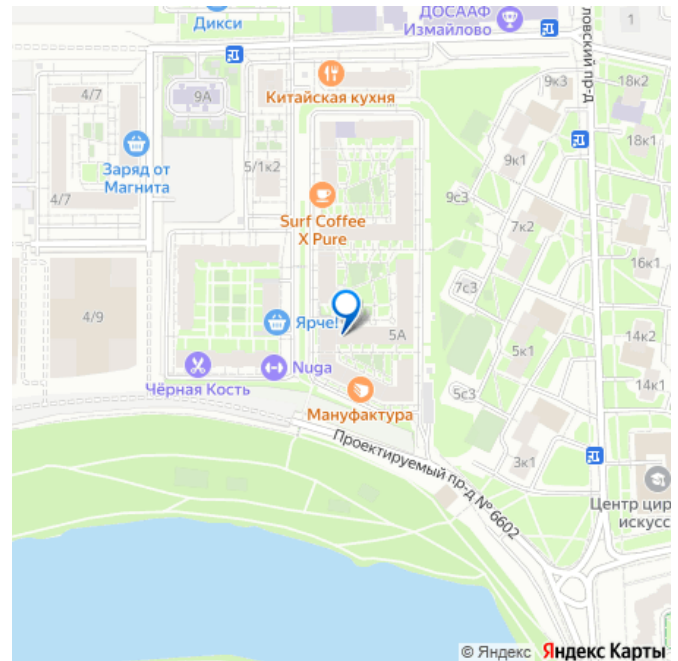 Дикси
ДОСААФ
Измайлово
1
ловский пр-д
4/7
9А
Китайская кухня
9к3
18к2
Заряд от
Магнита
5/1к2
18к1
9к1
4/7
9с3
Surf Coffee
X Pure
7к2
16к1
7с3
4/9
Ярче!
5А
14к2
5к1
Nuga
14к1
Чёрная Кость
5с3
Мануфактура
Проектируемый пр-д № 6602
3к1
Центр цир
искусс
© Яндекс Яндекс Карты